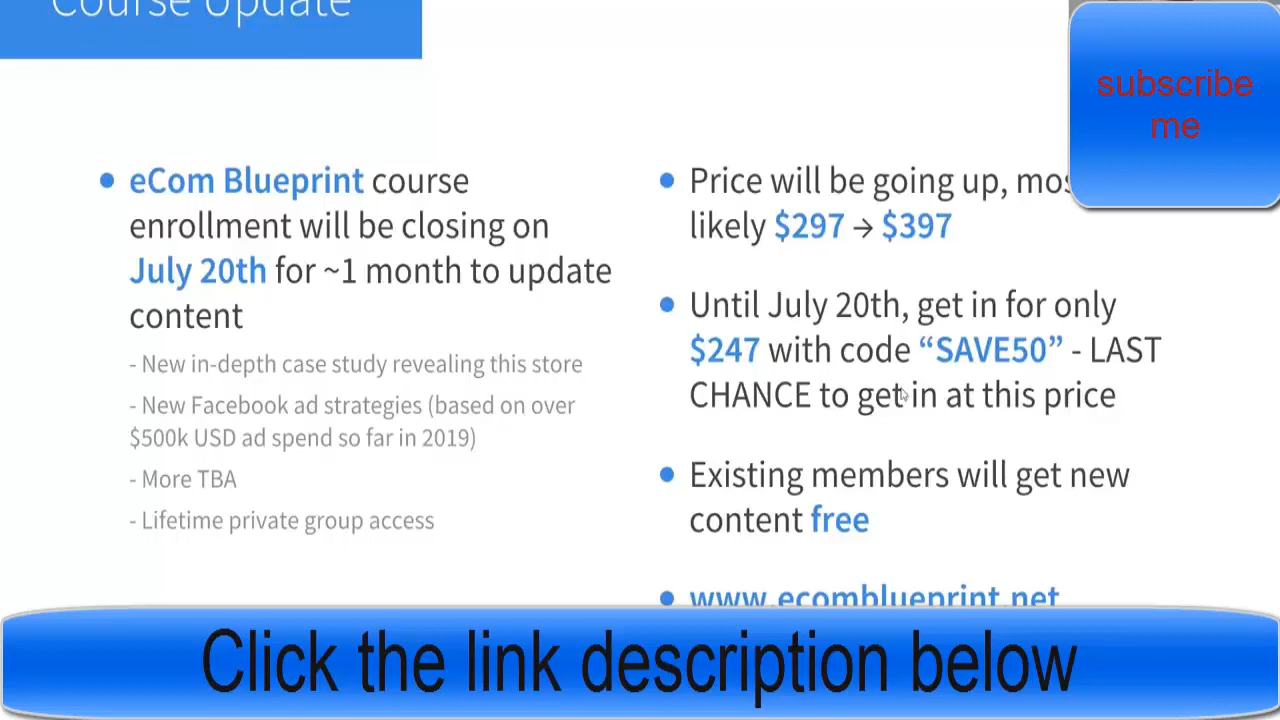 Course Update
subscribe
me
eCom Blueprint course
enrollment will be closing on
July 20th for ~1 month to update
content
- New in-depth case study revealing this store
- New Facebook ad strategies (based on over
$500k USD ad spend so far in 2019)
- More TBA
- Lifetime private group access
Price will be going up, mos
likely $297 → $397
Until July 20th, get in for only
$247 with code “SAVE50” - LAST
CHANCE to get in at this price
Existing members will get new
content free
www.ecomblueprint.net
Click the link description below